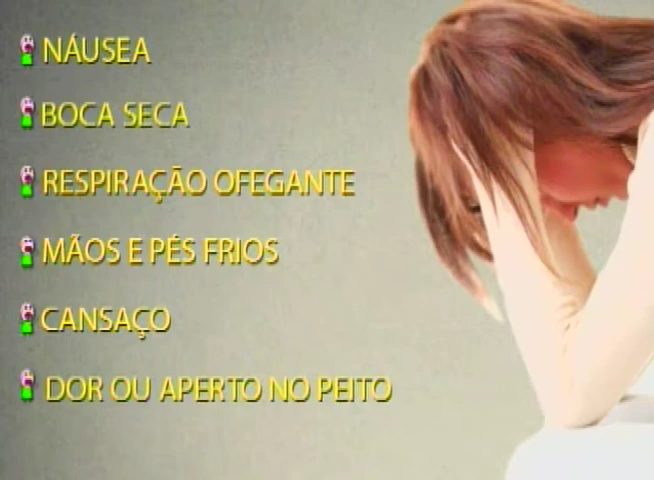 NÁUSEA
BOCA SECA
RESPIRAÇÃO OFEGANTE
MÃOS E PÉS FRIOS
CANSAÇO
DOR OU APERTO NO PEITO